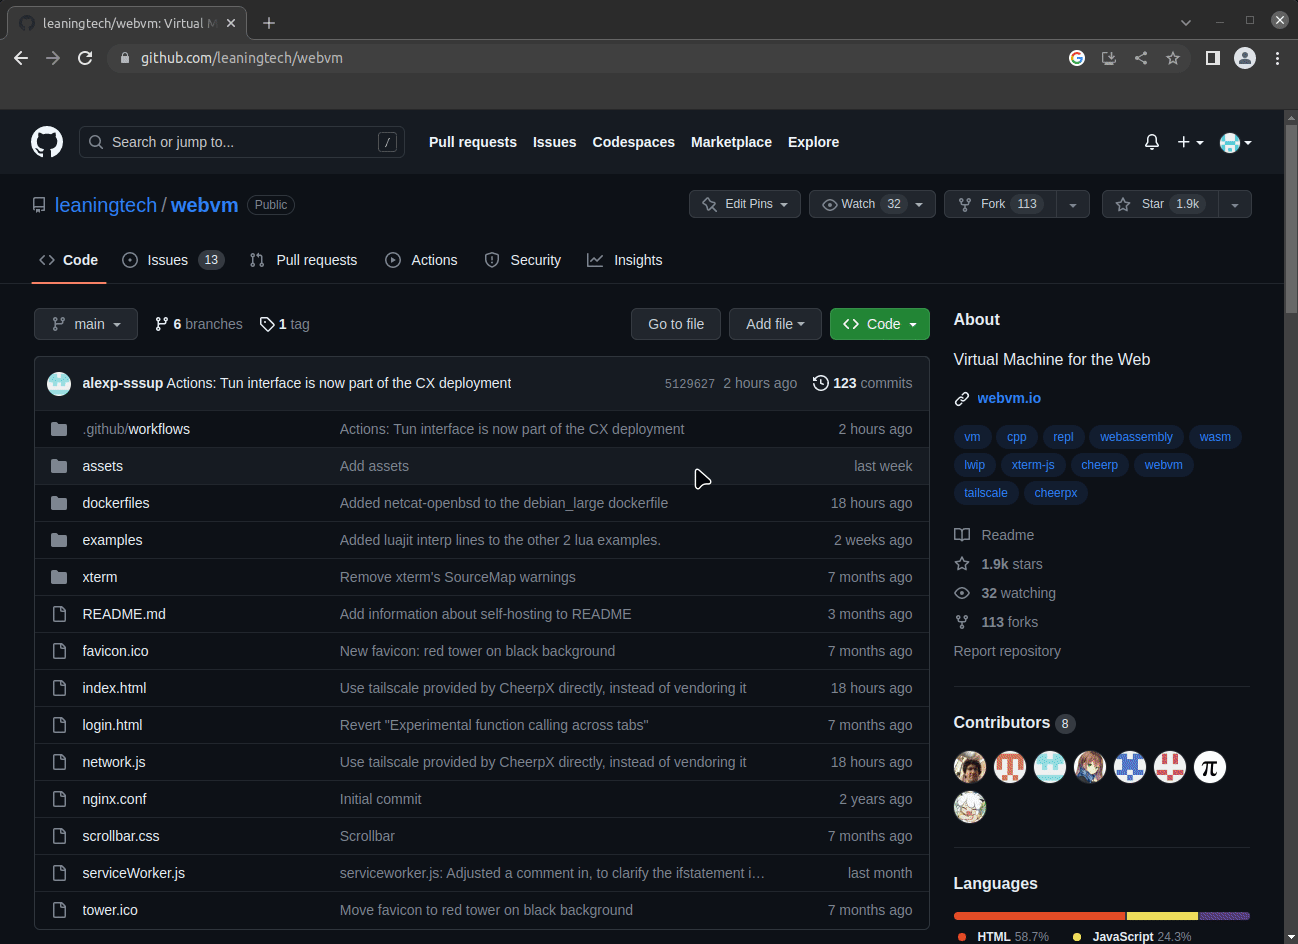 leaningtech/webvm: Virtual M
github.com/leaningtech/webvm
Search or jump to... /
Pull requests Issues Codespaces Marketplace Explore
leaningtech / webvm Public
Edit Pins Watch 32 Fork 113 Star 1.9k
Code Issues 13 Pull requests Actions Security Insights
main 6 branches 1 tag Go to file Add file Code
alexp-sssup Actions: Tun interface is now part of the CX deployment 5129627 2 hours ago 123 commits
.github/workflows Actions: Tun interface is now part of the CX deployment 2 hours ago
assets Add assets last week
dockerfiles Added netcat-openbsd to the debian_large dockerfile 18 hours ago
examples Added luajit interp lines to the other 2 lua examples. 2 weeks ago
xterm Remove xterm's SourceMap warnings 7 months ago
README.md Add information about self-hosting to README 3 months ago
favicon.ico New favicon: red tower on black background 7 months ago
index.html Use tailscale provided by CheerpX directly, instead of vendoring it 18 hours ago
login.html Revert "Experimental function calling across tabs" 7 months ago
network.js Use tailscale provided by CheerpX directly, instead of vendoring it 18 hours ago
nginx.conf Initial commit 2 years ago
scrollbar.css Scrollbar 7 months ago
serviceWorker.js serviceworker.js: Adjusted a comment in, to clarify the ifstatement i… last month
tower.ico Move favicon to red tower on black background 7 months ago
About
Virtual Machine for the Web
webvm.io
vm cpp repl webassembly wasm
lwip xterm-js cheerp webvm
tailscale cheerpx
Readme
1.9k stars
32 watching
113 forks
Report repository
Contributors 8
π
Languages
HTML 58.7% JavaScript 24.3%